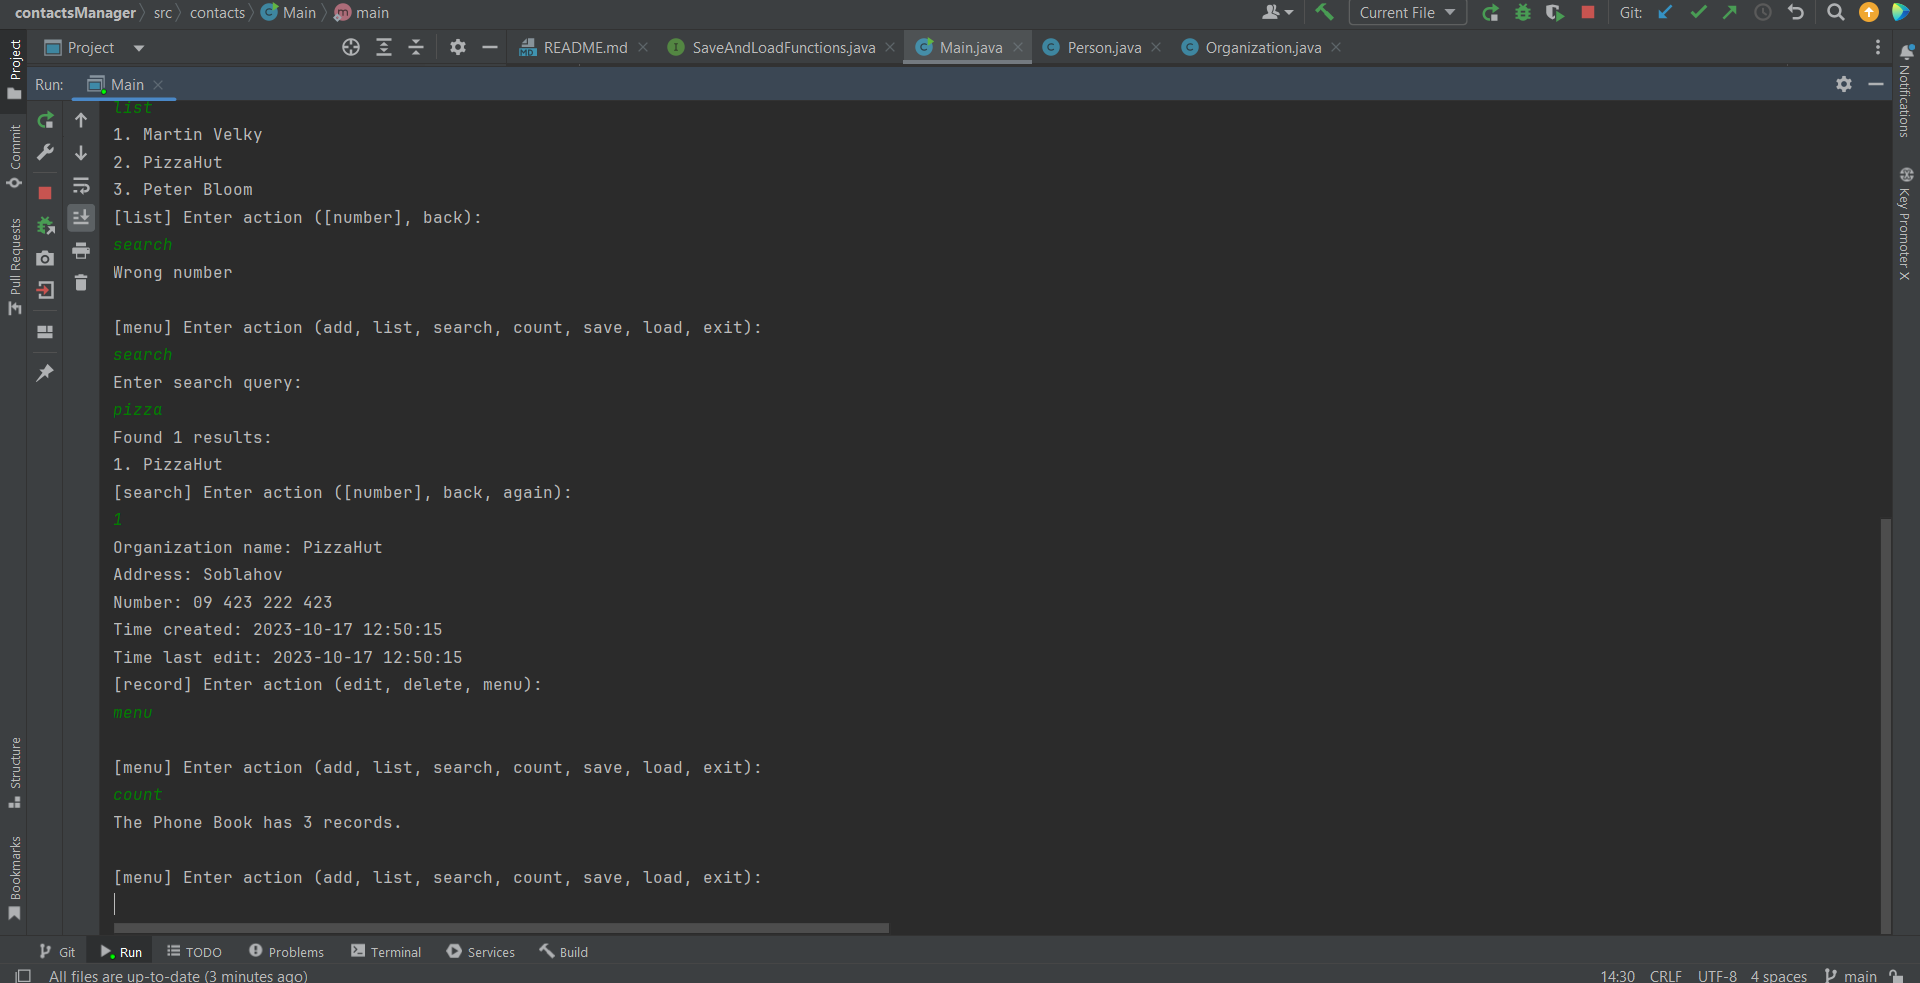 contactsManager src contacts Main main
Current File Git:
Project
README.md SaveAndLoadFunctions.java Main.java Person.java Organization.java
Run: Main
list
1. Martin Velky
2. PizzaHut
3. Peter Bloom
[list] Enter action ([number], back):
search
Wrong number
[menu] Enter action (add, list, search, count, save, load, exit):
search
Enter search query:
pizza
Found 1 results:
1. PizzaHut
[search] Enter action ([number], back, again):
1
Organization name: PizzaHut
Address: Soblahov
Number: 09 423 222 423
Time created: 2023-10-17 12:50:15
Time last edit: 2023-10-17 12:50:15
[record] Enter action (edit, delete, menu):
menu
[menu] Enter action (add, list, search, count, save, load, exit):
count
The Phone Book has 3 records.
[menu] Enter action (add, list, search, count, save, load, exit):
Project
Commit
Pull Requests
Structure
Bookmarks
Notifications
Key Promoter X
Git Run TODO Problems Terminal Services Build
All files are up-to-date (3 minutes ago)
14:30 CRLF UTF-8 4 spaces main